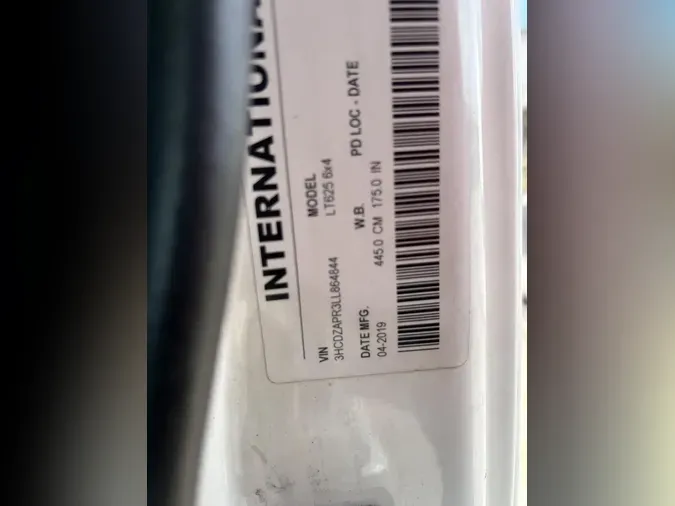 INTERNATIONA
VIN MODEL
3HCDZAPR3LL864844 LT625 6x4
DATE MFG. W.B. PD LOC - DATE
04-2019 445.0 CM 175.0 IN